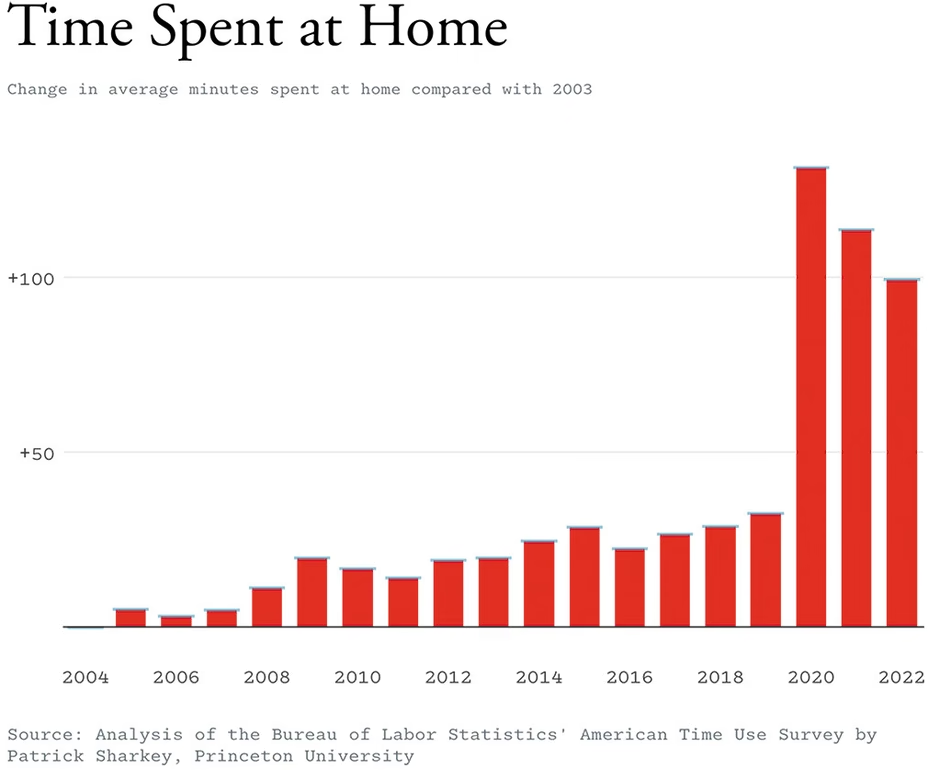 Time Spent at Home
Change in average minutes spent at home compared with 2003
+100
+50
2004 2006 2008 2010 2012 2014 2016 2018 2020 2022
Source: Analysis of the Bureau of Labor Statistics' American Time Use Survey by
Patrick Sharkey, Princeton University